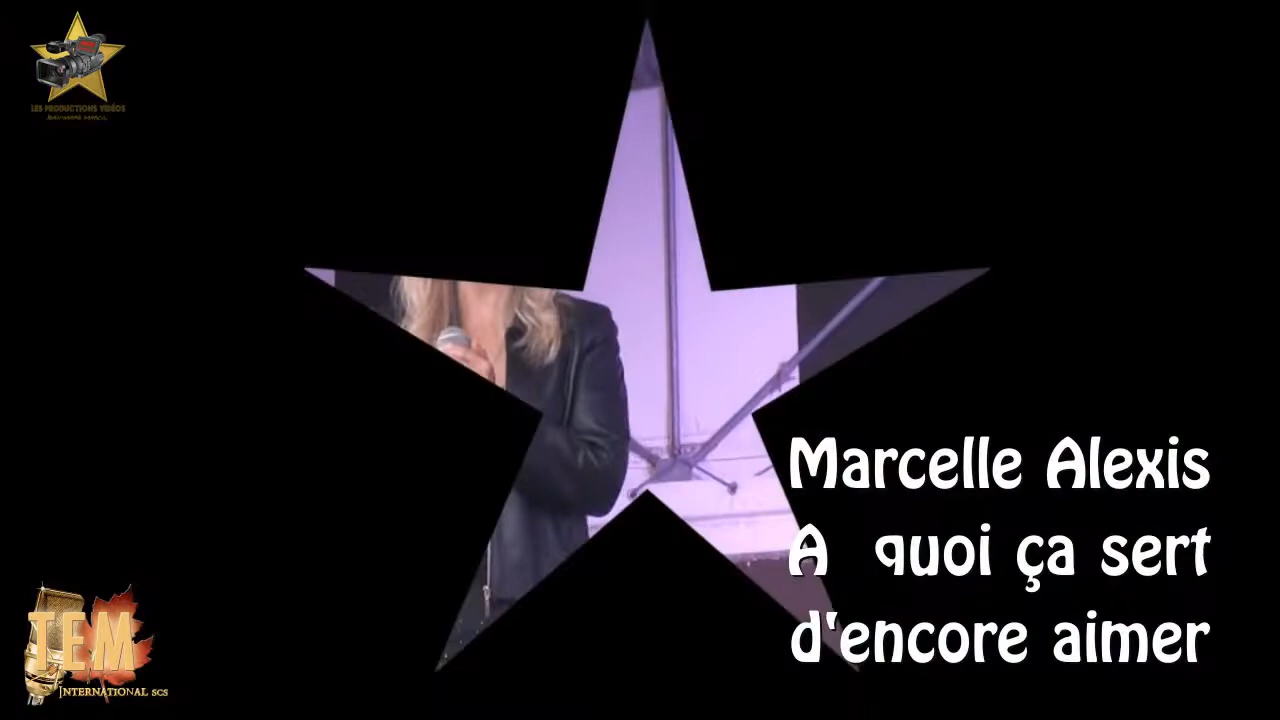 LES PRODUCTIONS VIDÉOS
Marcelle Alexis
A quoi ça sert
d'encore aimer
TEM
INTERNATIONAL SCS